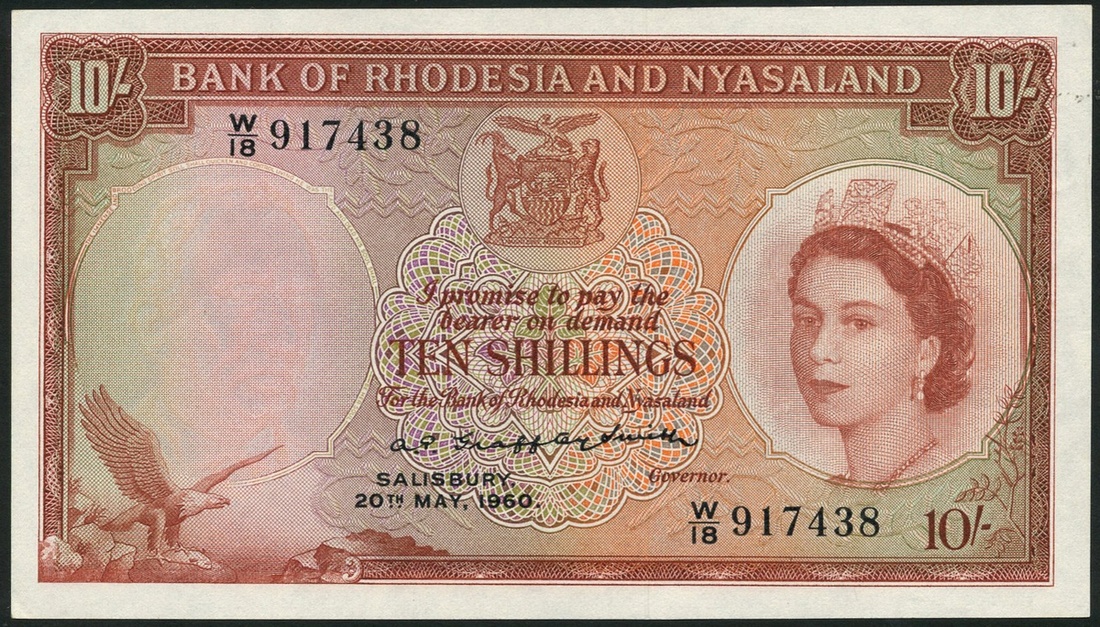 10/-
BANK OF RHODESIA AND NYASALAND
10/-
W/18 917438
I promise to pay the
bearer on demand
TEN SHILLINGS
For the Bank of Rhodesia and Nyasaland
SALISBURY.
Governor.
20TH MAY, 1960.
W/18 917438
10/-